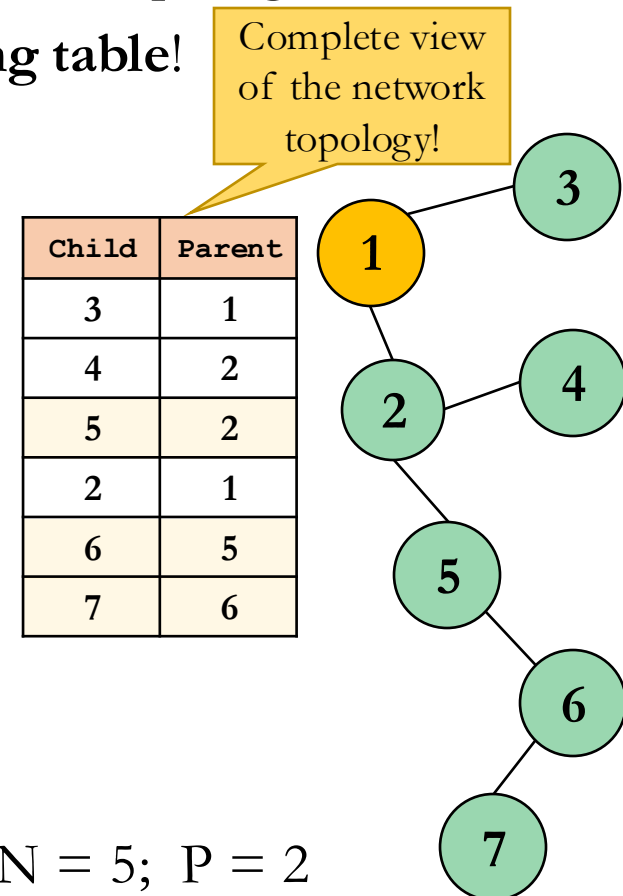 ng table!
Complete view
of the network
topology!
Child Parent
3 1
4 2
5 2
2 1
6 5
7 6
1
3
2
4
5
6
7
N = 5; P = 2